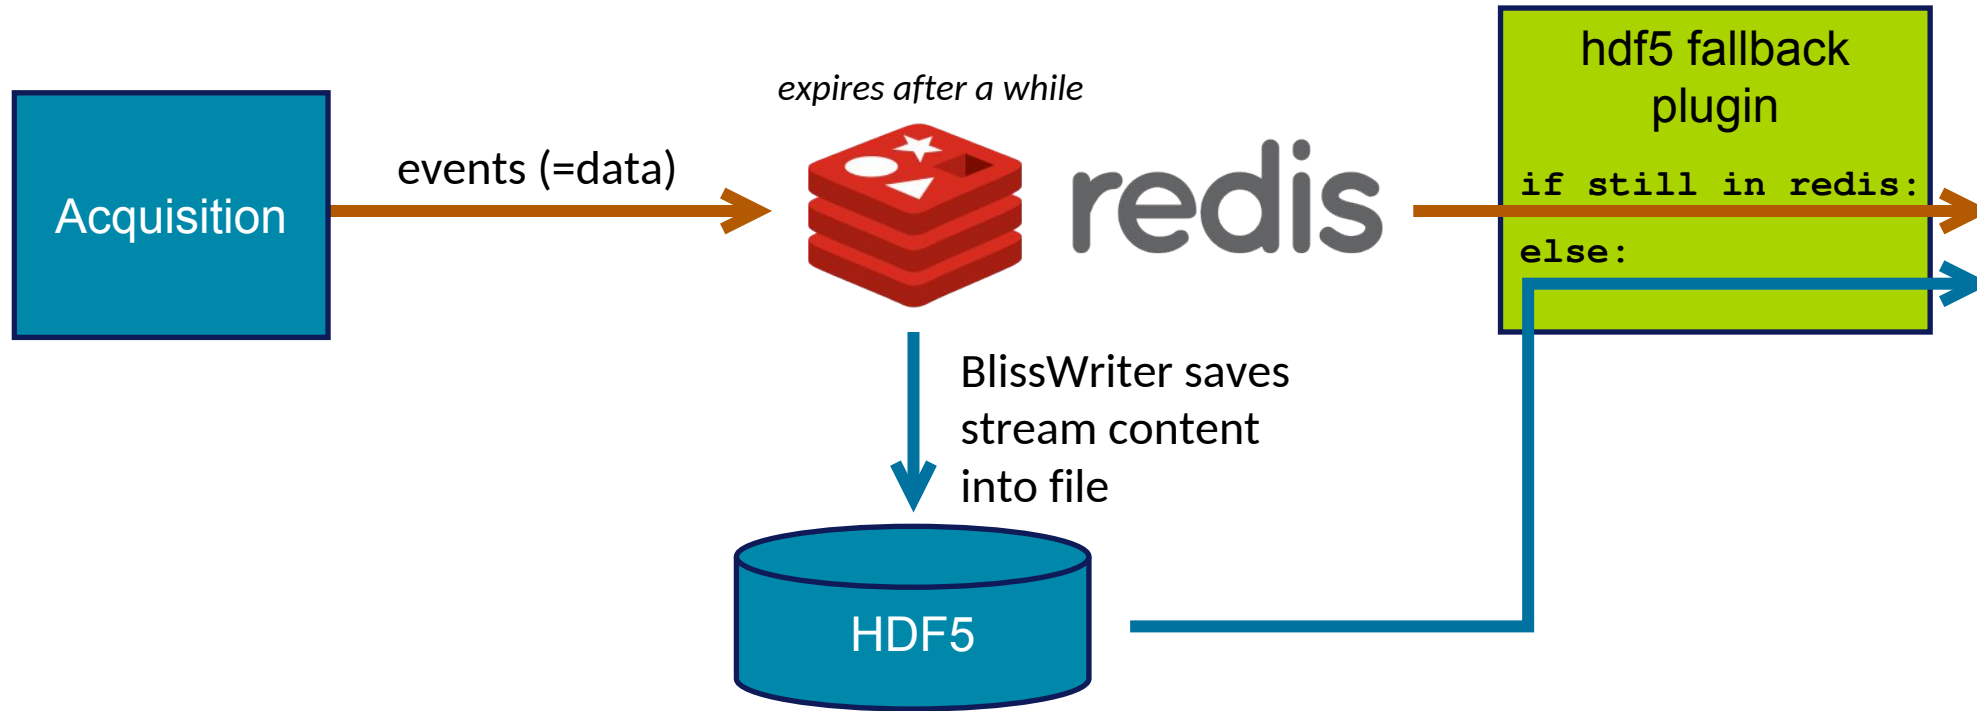 hdf5 fallback
plugin
expires after a while
events (=data)
Acquisition
redis
if still in redis:
else:
BlissWriter saves
stream content
into file
HDF5